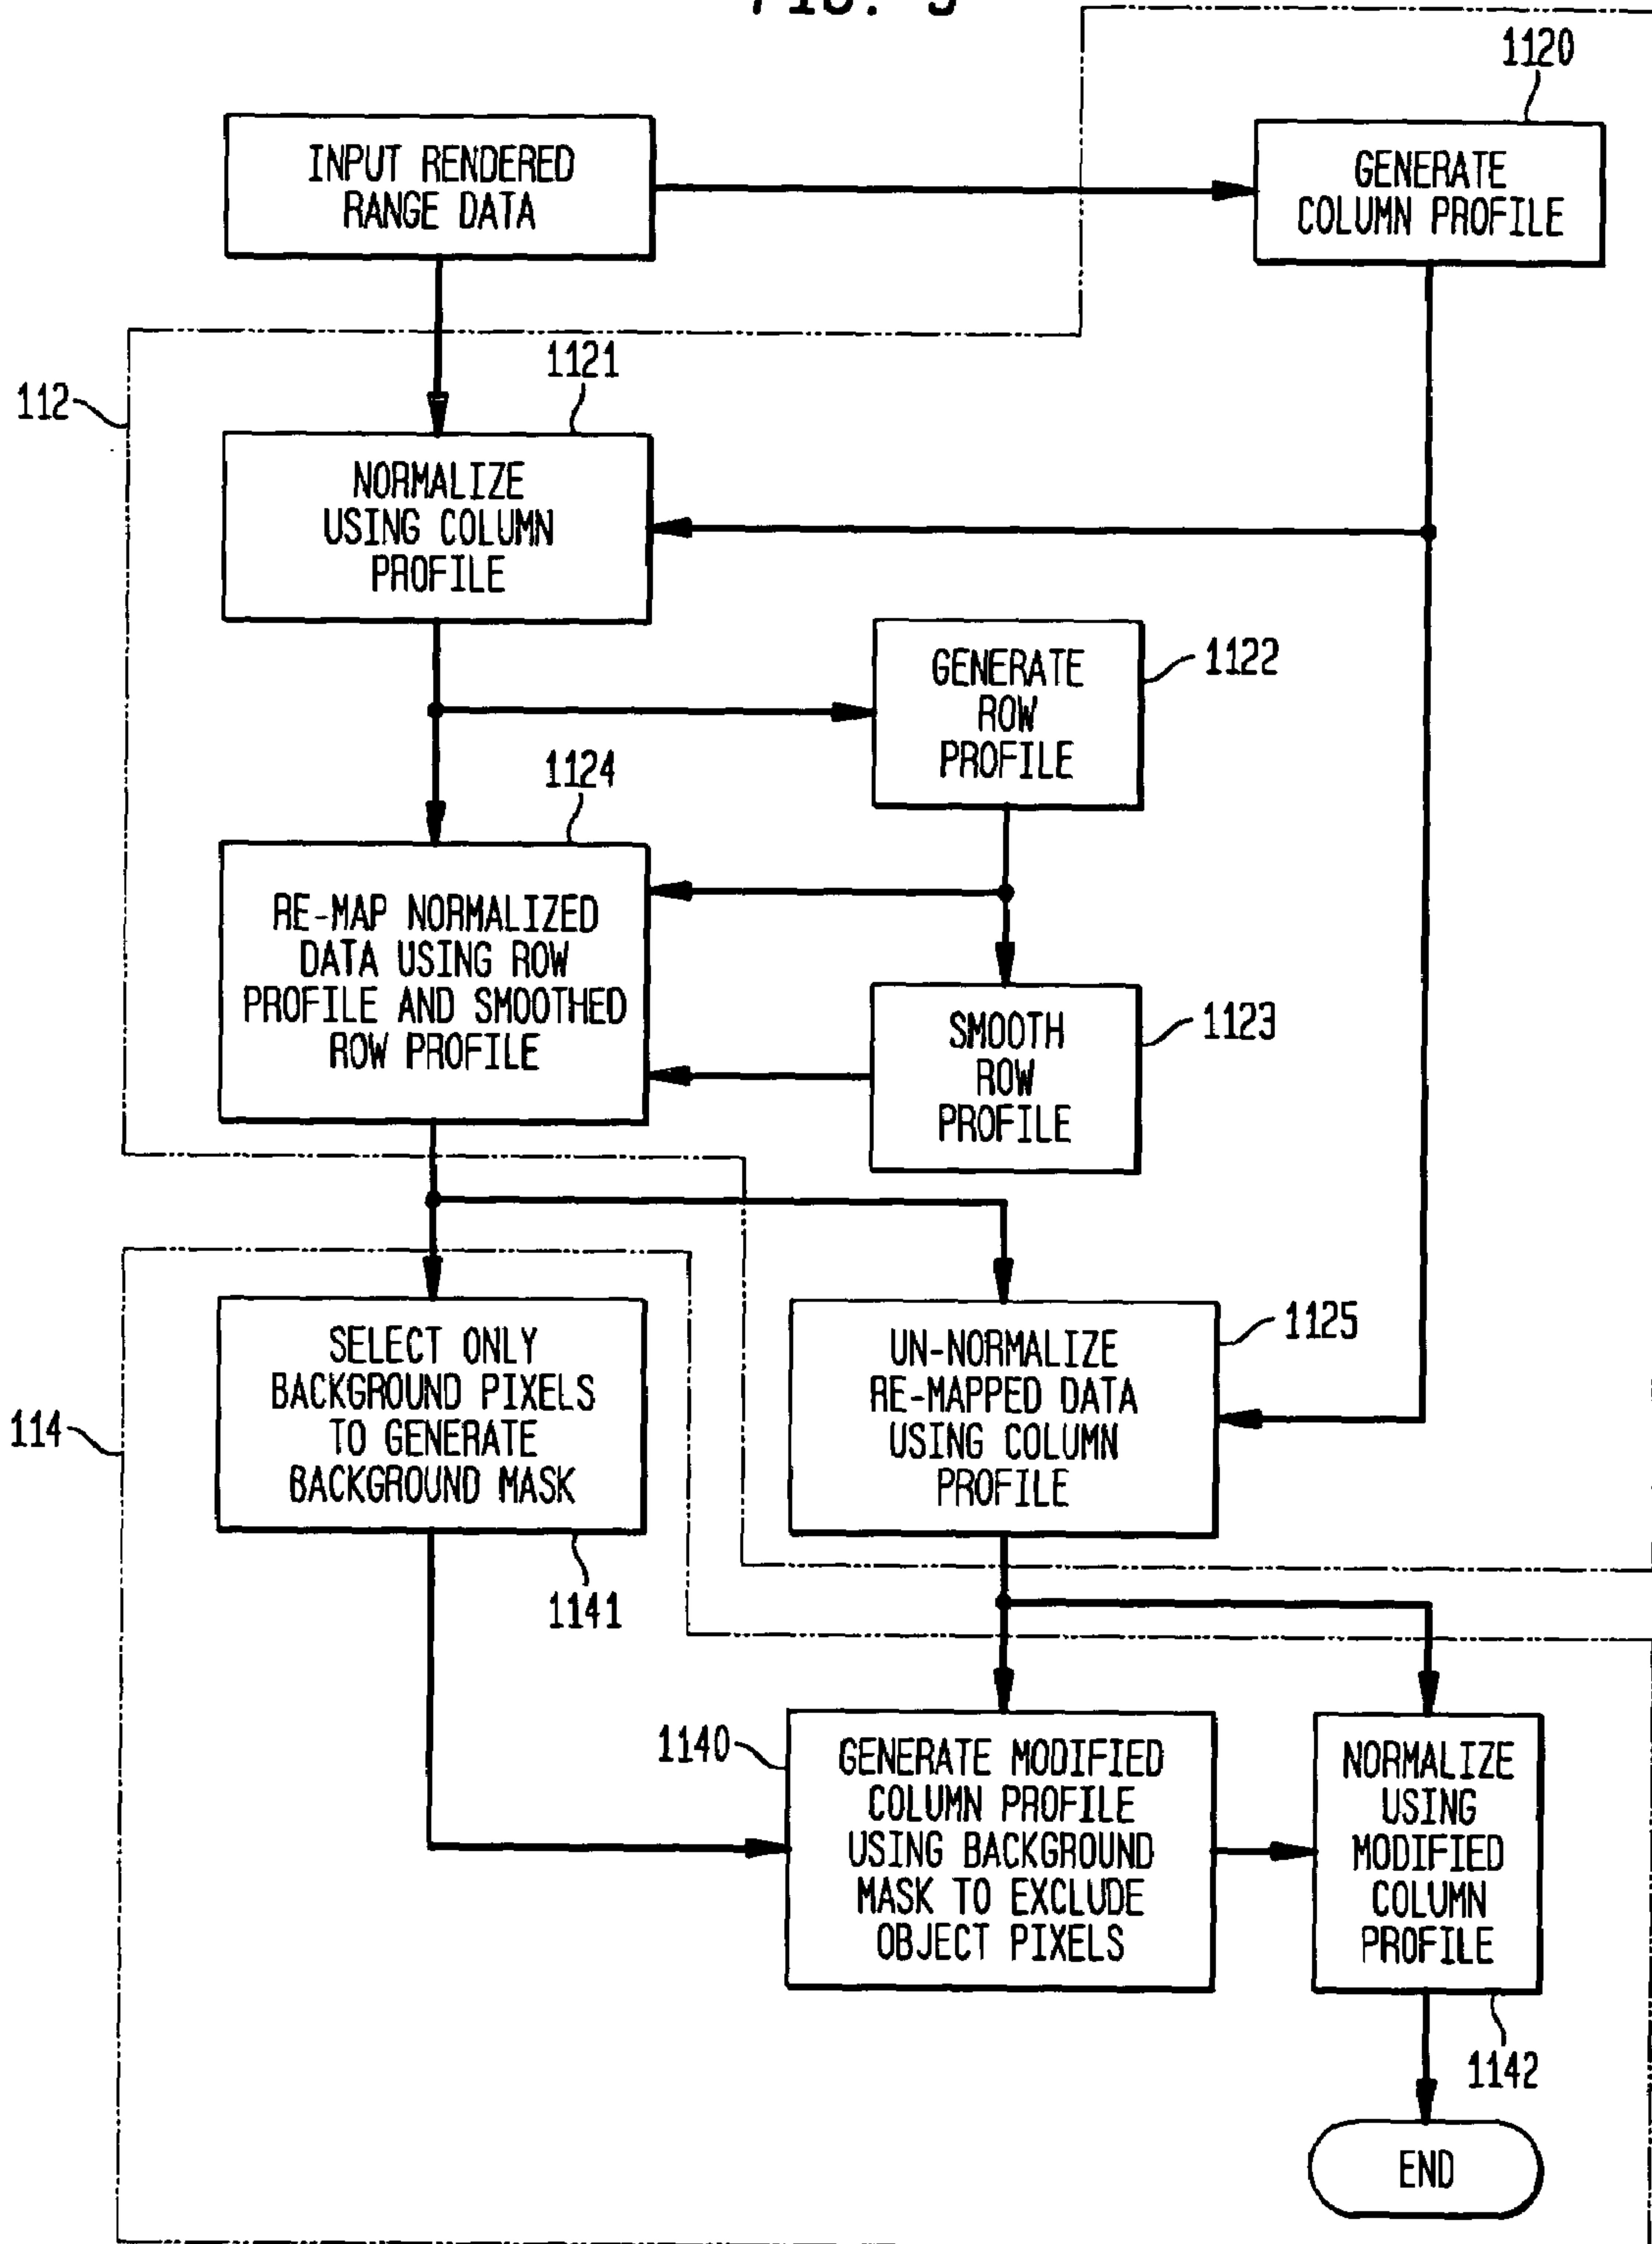 1120
INPUT RENDERED
RANGE DATA
GENERATE
COLUMN PROFILE
112
1121
NORMALIZE
USING COLUMN
PROFILE
GENERATE
ROW
PROFILE
1122
1124
RE-MAP NORMALIZED
DATA USING ROW
PROFILE AND SMOOTHED
ROW PROFILE
SMOOTH
ROW
PROFILE
1123
114
SELECT ONLY
BACKGROUND PIXELS
TO GENERATE
BACKGROUND MASK
1141
UN-NORMALIZE
RE-MAPPED DATA
USING COLUMN
PROFILE
1125
1140
GENERATE MODIFIED
COLUMN PROFILE
USING BACKGROUND
MASK TO EXCLUDE
OBJECT PIXELS
NORMALIZE
USING
MODIFIED
COLUMN
PROFILE
1142
END